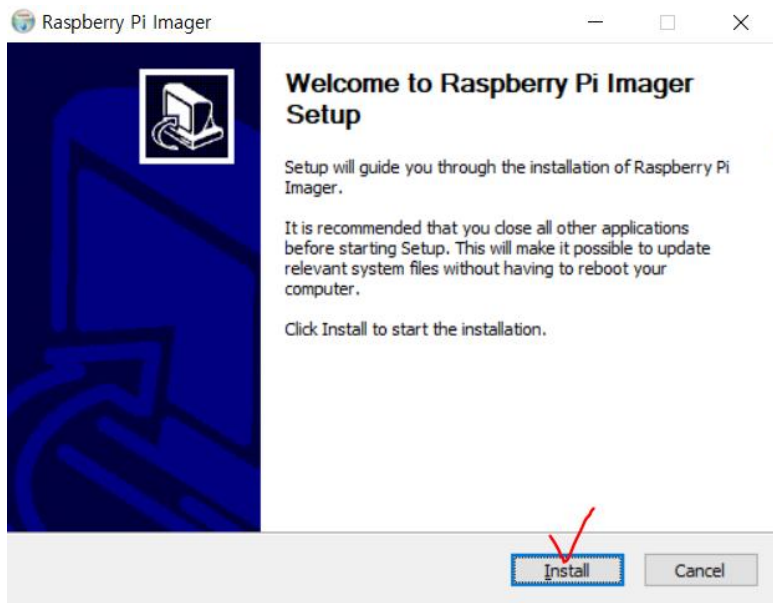 Raspberry Pi Imager
Welcome to Raspberry Pi Imager
Setup
Setup will guide you through the installation of Raspberry Pi
Imager.
It is recommended that you close all other applications
before starting Setup. This will make it possible to update
relevant system files without having to reboot your
computer.
Click Install to start the installation.
Install
Cancel